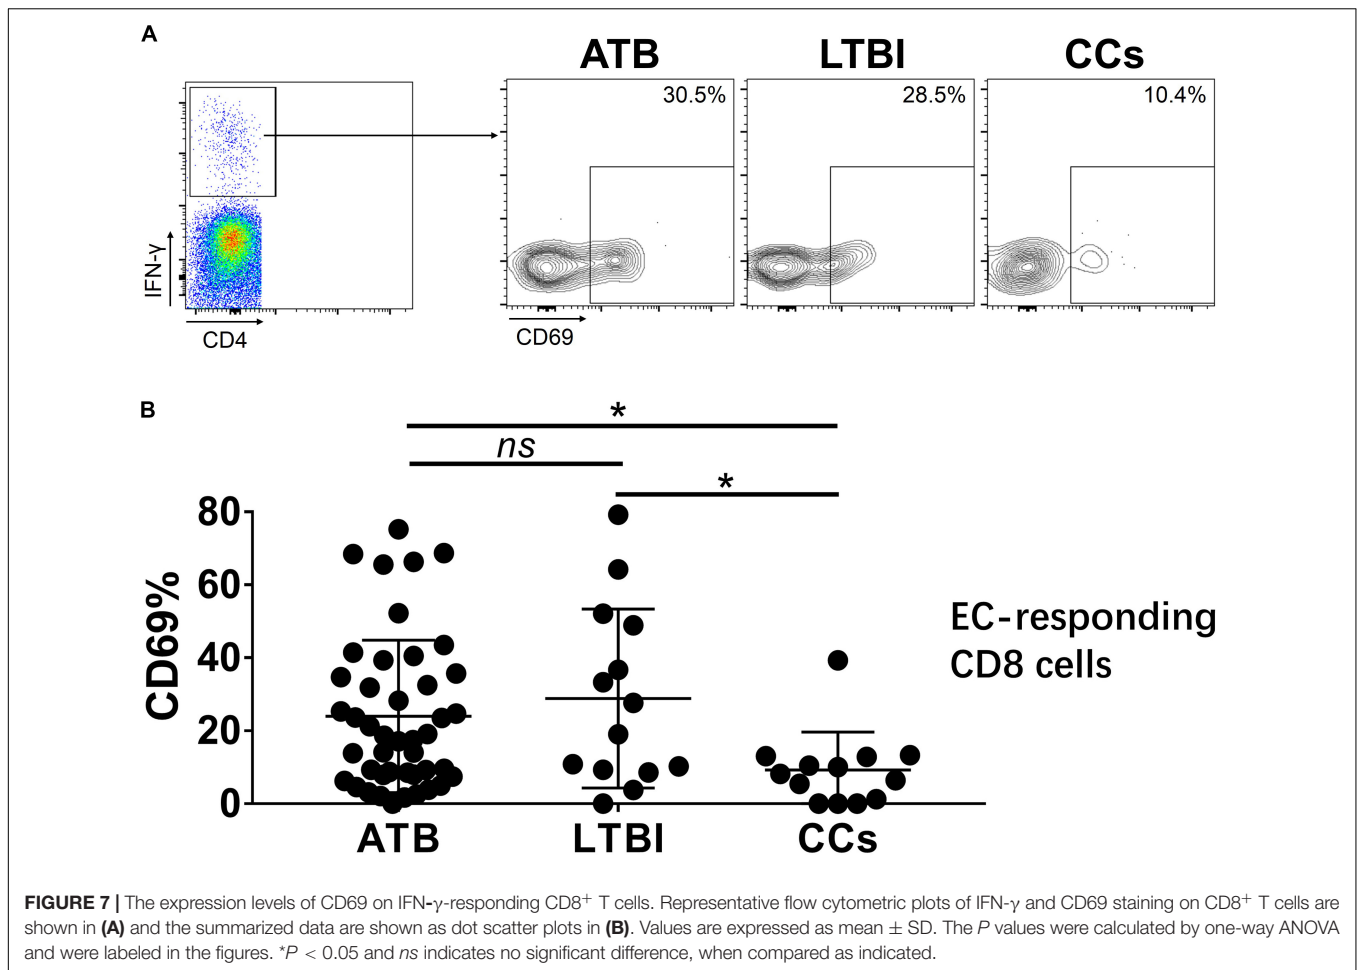 A
ATB
LTBI
CCs
30.5%
28.5%
10.4%
IFN-γ
CD4
CD69
B
*
ns
*
80
60
40
20
0
CD69%
EC-responding
CD8 cells
ATB
LTBI
CCs
FIGURE 7 | The expression levels of CD69 on IFN-γ-responding CD8+ T cells. Representative flow cytometric plots of IFN-γ and CD69 staining on CD8+ T cells are
shown in (A) and the summarized data are shown as dot scatter plots in (B). Values are expressed as mean ± SD. The P values were calculated by one-way ANOVA
and were labeled in the figures. *P < 0.05 and ns indicates no significant difference, when compared as indicated.